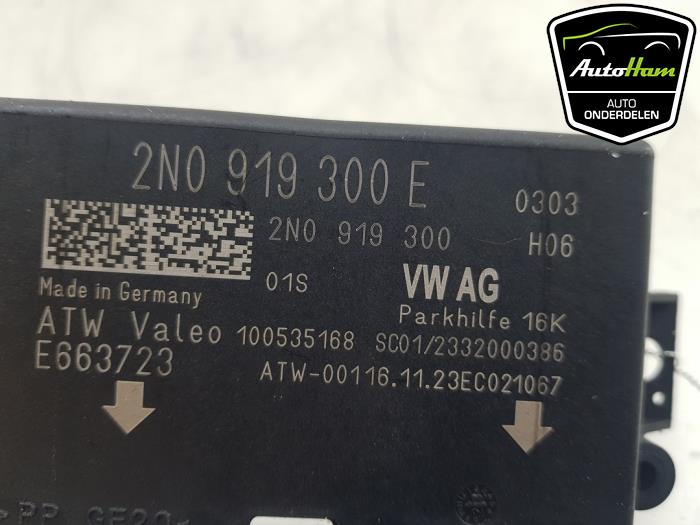 AutoHam
AUTO
ONDERDELEN
2N0 919 300 E
0303
2N0 919 300
H06
01S
VW AG
Made in Germany
Parkhilfe 16K
ATW Valeo 100535168 SC01/2332000386
E663723
ATW-00116.11.23EC021067